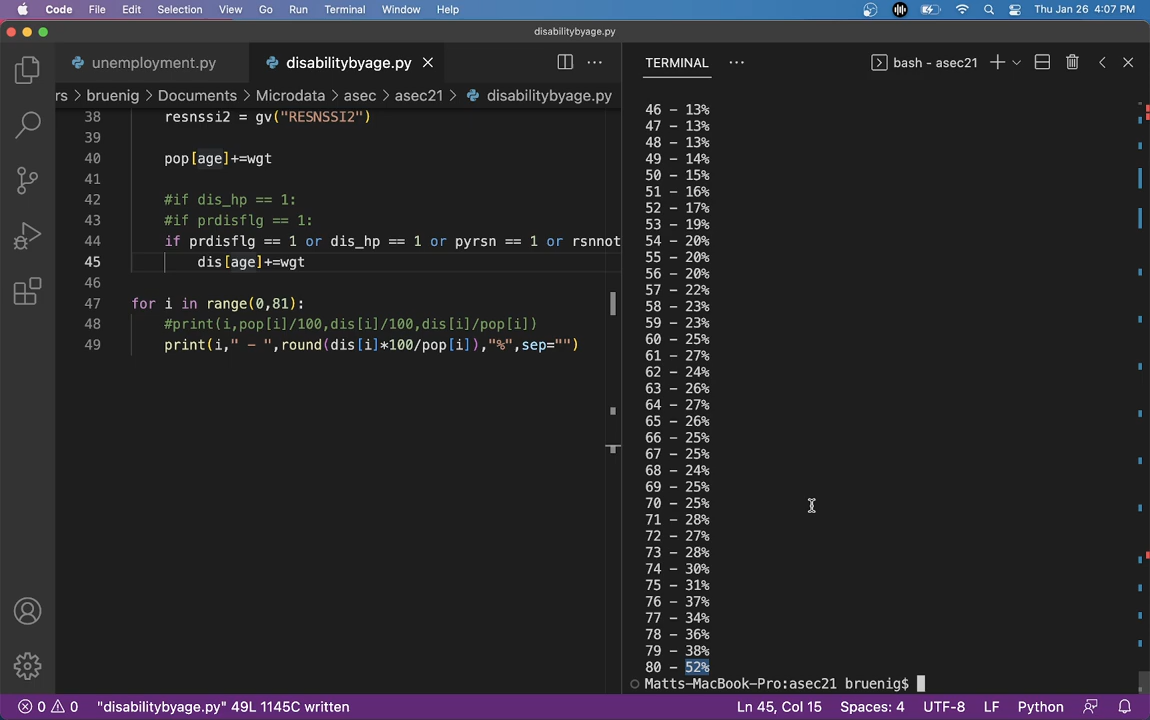 Code File Edit Selection View Go Run Terminal Window Help Thu Jan 26 4:07 PM
disabilitybyage.py
unemployment.py disabilitybyage.py
rs > bruenig > Documents > Microdata > asec > asec21 > disabilitybyage.py
38 resnssi2 = gv("RESNSSI2")
39
40 pop[age]+=wgt
41
42 #if dis_hp == 1:
43 #if prdisflg == 1:
44 if prdisflg == 1 or dis_hp == 1 or pyrsn == 1 or rsnnot
45 dis[age]+=wgt
46
47 for i in range(0,81):
48 #print(i,pop[i]/100,dis[i]/100,dis[i]/pop[i])
49 print(i," – ",round(dis[i]*100/pop[i]),"%",sep="")
TERMINAL bash - asec21
46 – 13%
47 – 13%
48 – 13%
49 – 14%
50 – 15%
51 – 16%
52 – 17%
53 – 19%
54 – 20%
55 – 20%
56 – 20%
57 – 22%
58 – 23%
59 – 23%
60 – 25%
61 – 27%
62 – 24%
63 – 26%
64 – 27%
65 – 26%
66 – 25%
67 – 25%
68 – 24%
69 – 25%
70 – 25%
71 – 28%
72 – 27%
73 – 28%
74 – 30%
75 – 31%
76 – 37%
77 – 34%
78 – 36%
79 – 38%
80 – 52%
Matts-MacBook-Pro:asec21 bruenig$
0 0 "disabilitybyage.py" 49L 1145C written Ln 45, Col 15 Spaces: 4 UTF-8 LF Python